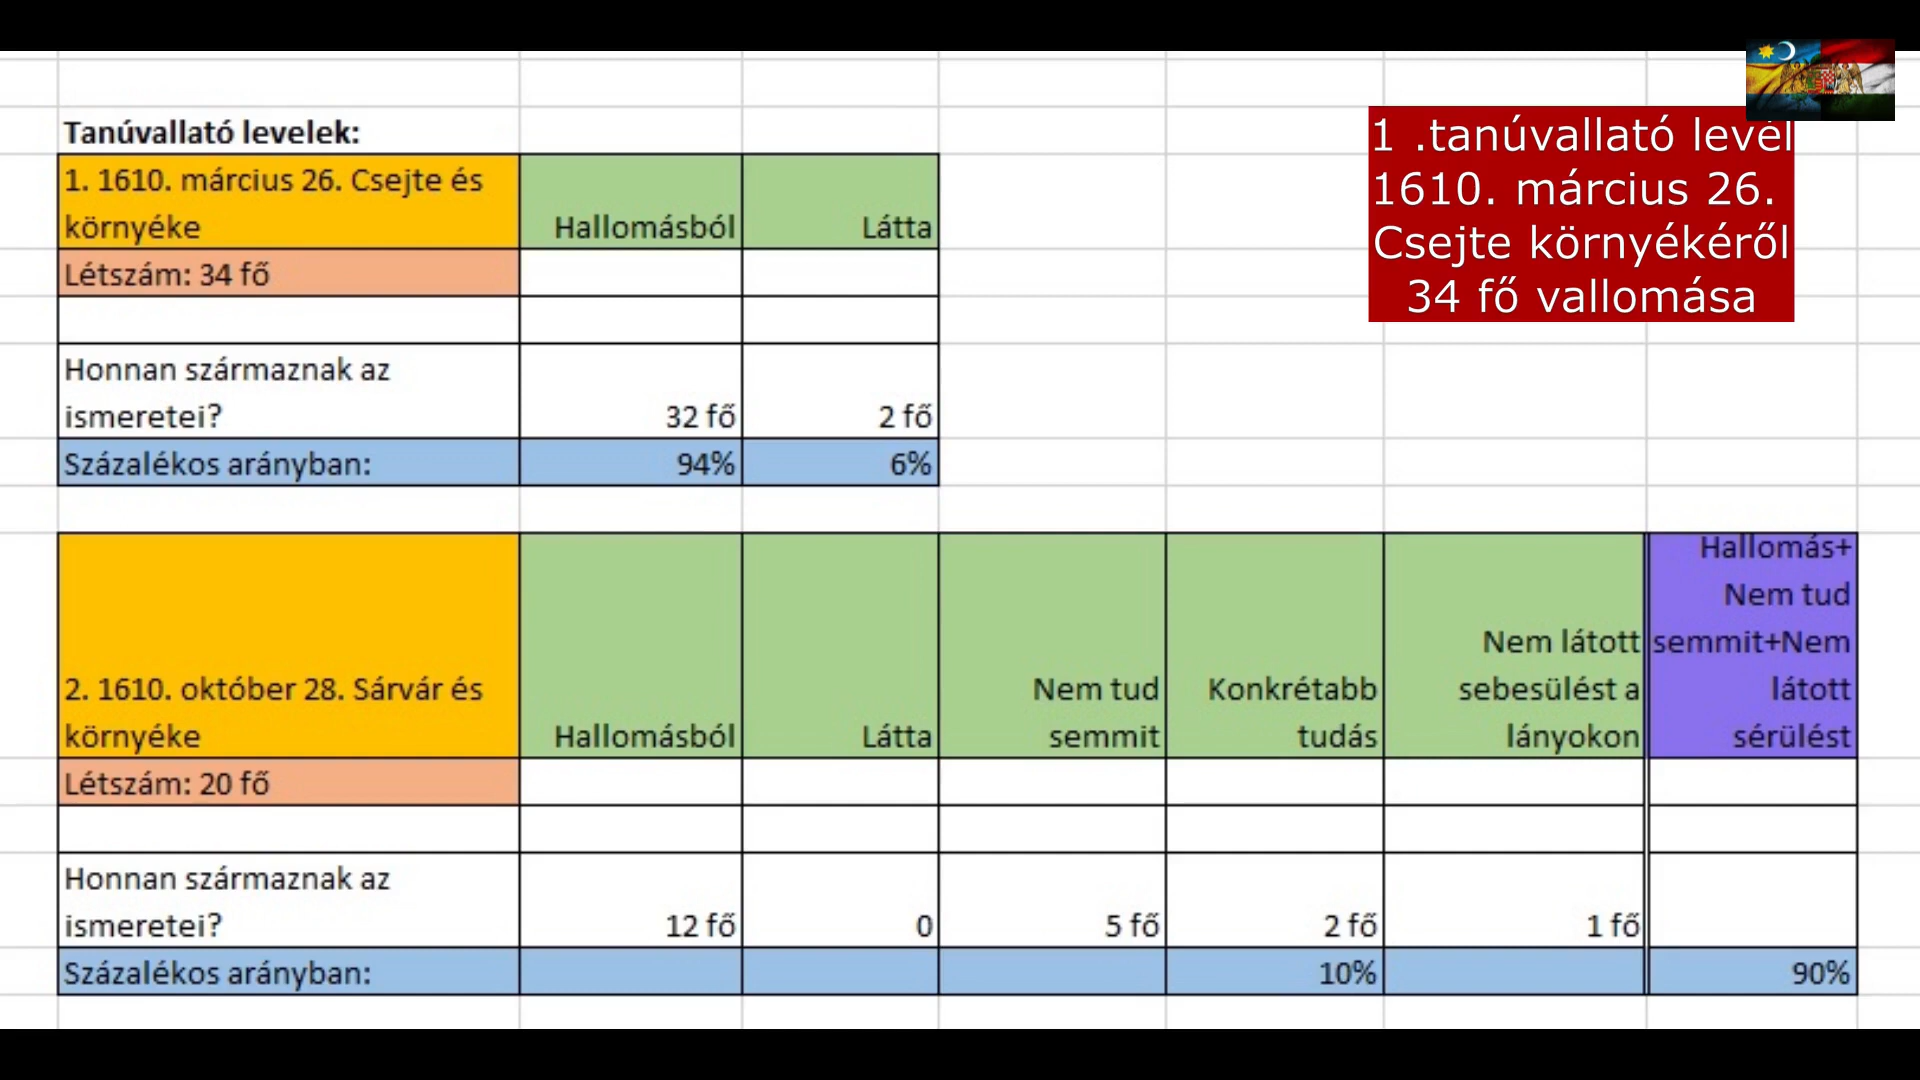 Tanúvallató levelek:
1. 1610. március 26. Csejte és
környéke
Hallomásból
Látta
Létszám: 34 fő
Honnan származnak az
ismeretei?
32 fő
2 fő
Százalékos arányban:
94%
6%
1 .tanúvallató levél
1610. március 26.
Csejte környékéről
34 fő vallomása
2. 1610. október 28. Sárvár és
környéke
Hallomásból
Látta
Nem tud
semmit
Konkrétabb
tudás
Nem látott
sebesülést a
lányokon
Hallomás+
Nem tud
semmit+Nem
látott
sérülést
Létszám: 20 fő
Honnan származnak az
ismeretei?
12 fő
0
5 fő
2 fő
1 fő
Százalékos arányban:
10%
90%